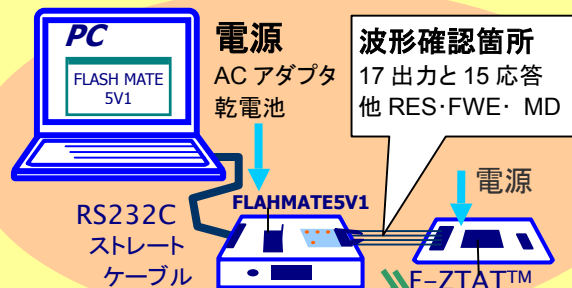 PC
FLASH MATE
5V1
電源
AC アダプタ
乾電池
波形確認箇所
17 出力と 15 応答
他 RES･FWE･ MD
電源
FLAHMATE5V1
RS232C
ストレート
ケーブル
F-ZTAT™